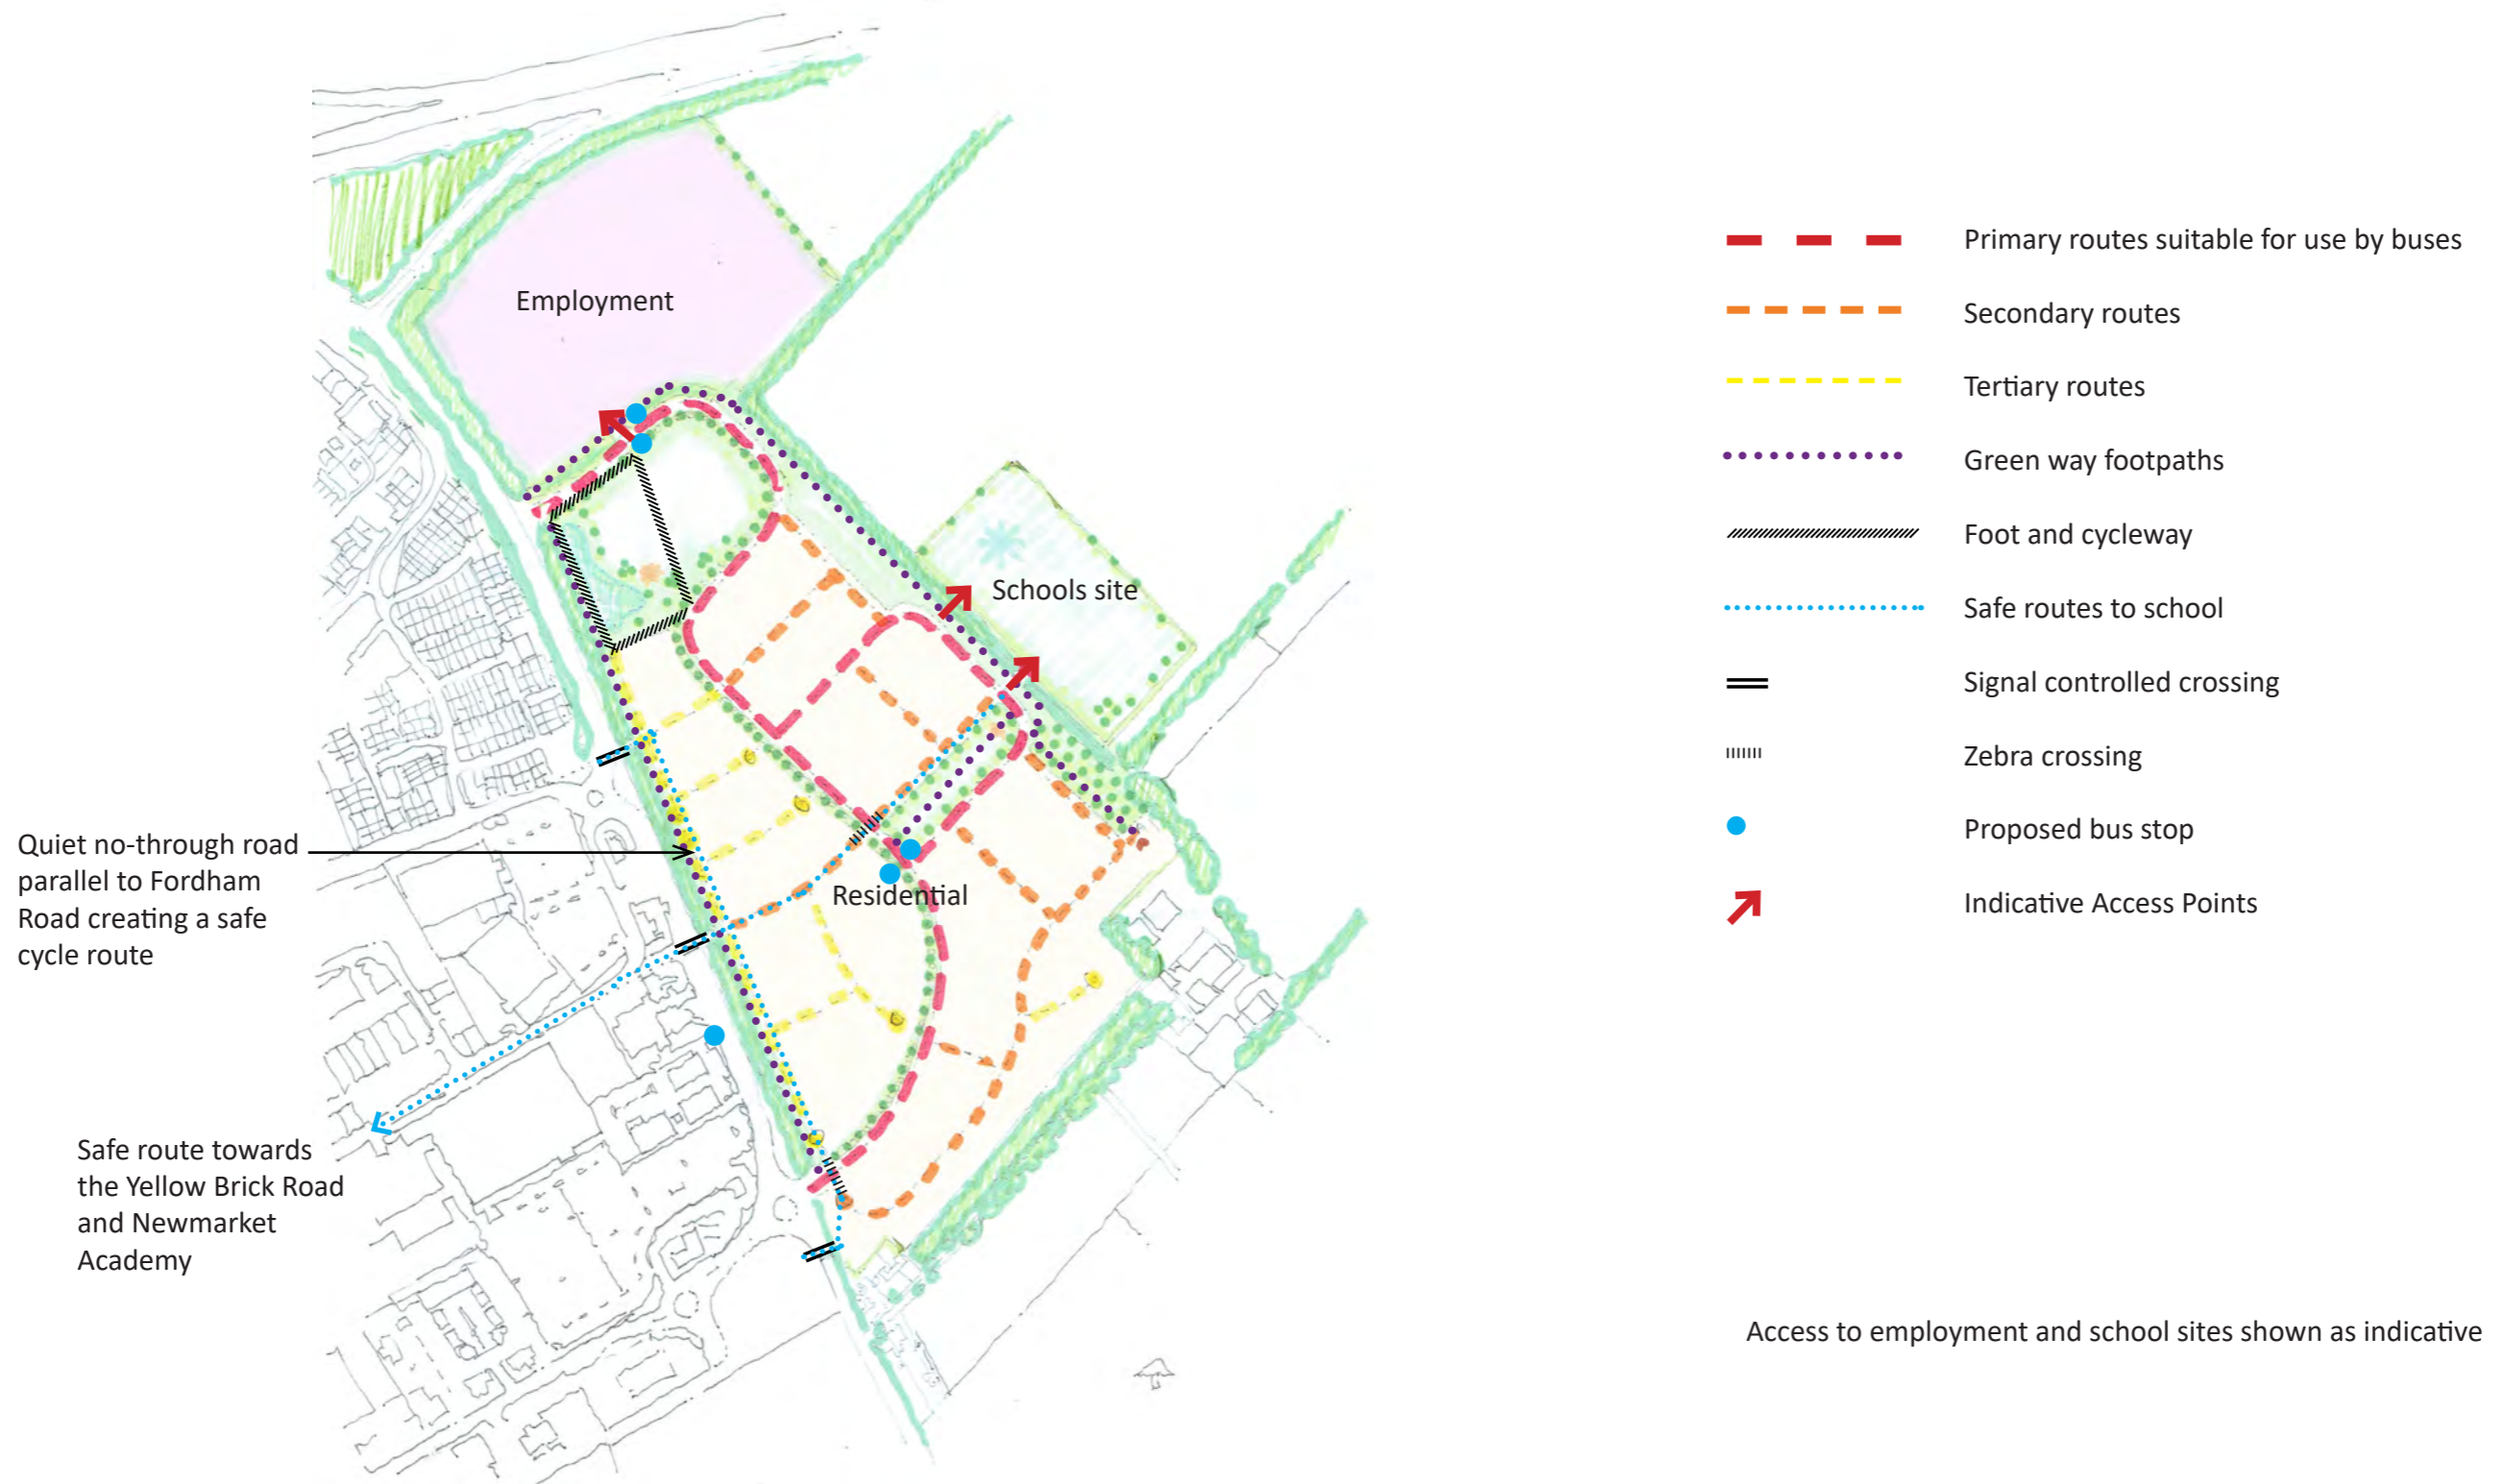 Employment
Schools site
Residential
Quiet no-through road
parallel to Fordham
Road creating a safe
cycle route
Safe route towards
the Yellow Brick Road
and Newmarket
Academy
Primary routes suitable for use by buses
Secondary routes
Tertiary routes
Green way footpaths
Foot and cycleway
Safe routes to school
Signal controlled crossing
Zebra crossing
Proposed bus stop
Indicative Access Points
Access to employment and school sites shown as indicative